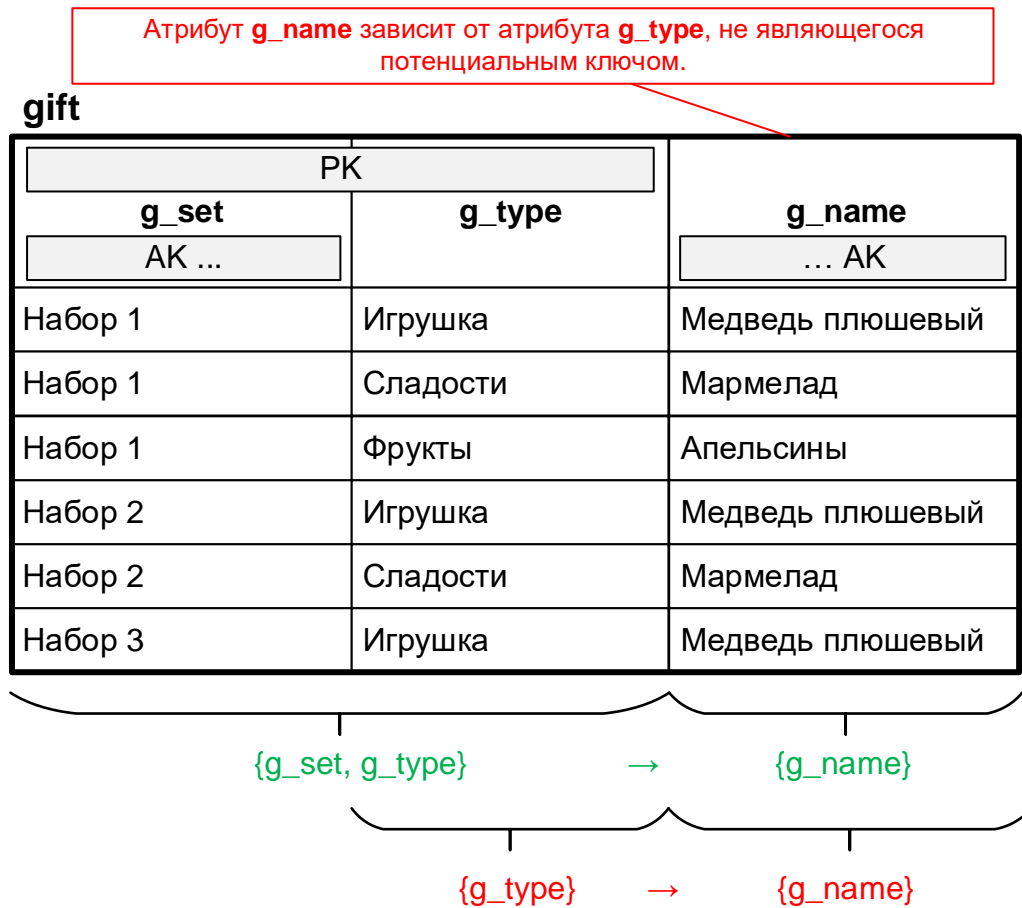 Атрибут g_name зависит от атрибута g_type, не являющегося
потенциальным ключом.
gift
PK
g_set g_type g_name
AK ... … AK
Набор 1 Игрушка Медведь плюшевый
Набор 1 Сладости Мармелад
Набор 1 Фрукты Апельсины
Набор 2 Игрушка Медведь плюшевый
Набор 2 Сладости Мармелад
Набор 3 Игрушка Медведь плюшевый
{g_set, g_type} → {g_name}
{g_type} → {g_name}